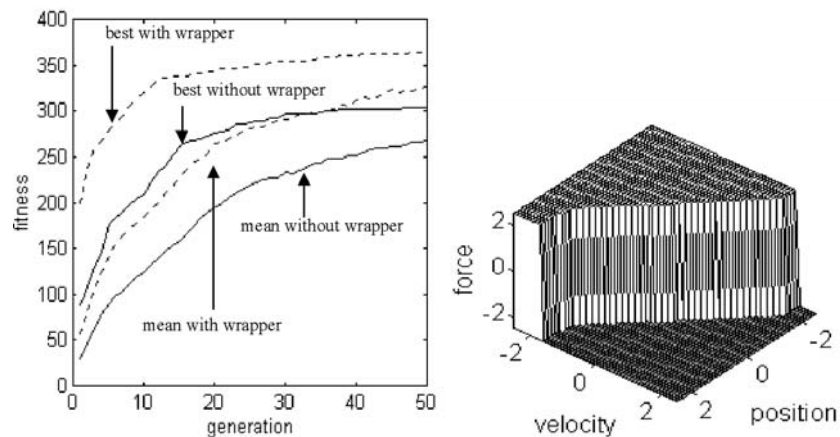 400
350
300
250
200
150
100
50
0
fitness
best with wrapper
best without wrapper
mean without wrapper
mean with wrapper
0 10 20 30 40 50
generation
force
2
0
-2
-2
0
2
velocity
-2
0
2
position